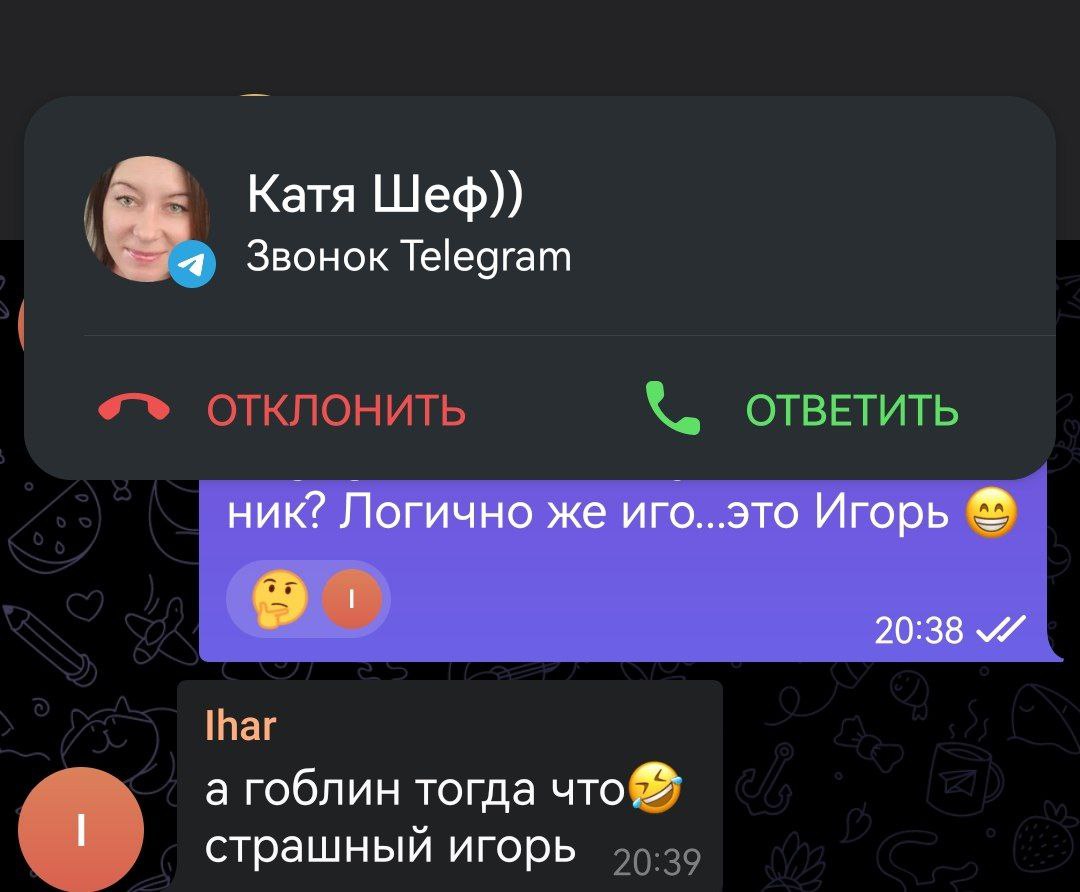 Катя Шеф))
Звонок Telegram
ОТКЛОНИТЬ
ОТВЕТИТЬ
ник? Логично же иго...это Игорь 😁
🤔 I
20:38
Ihar
а гоблин тогда что🤣
страшный игорь
20:39
I